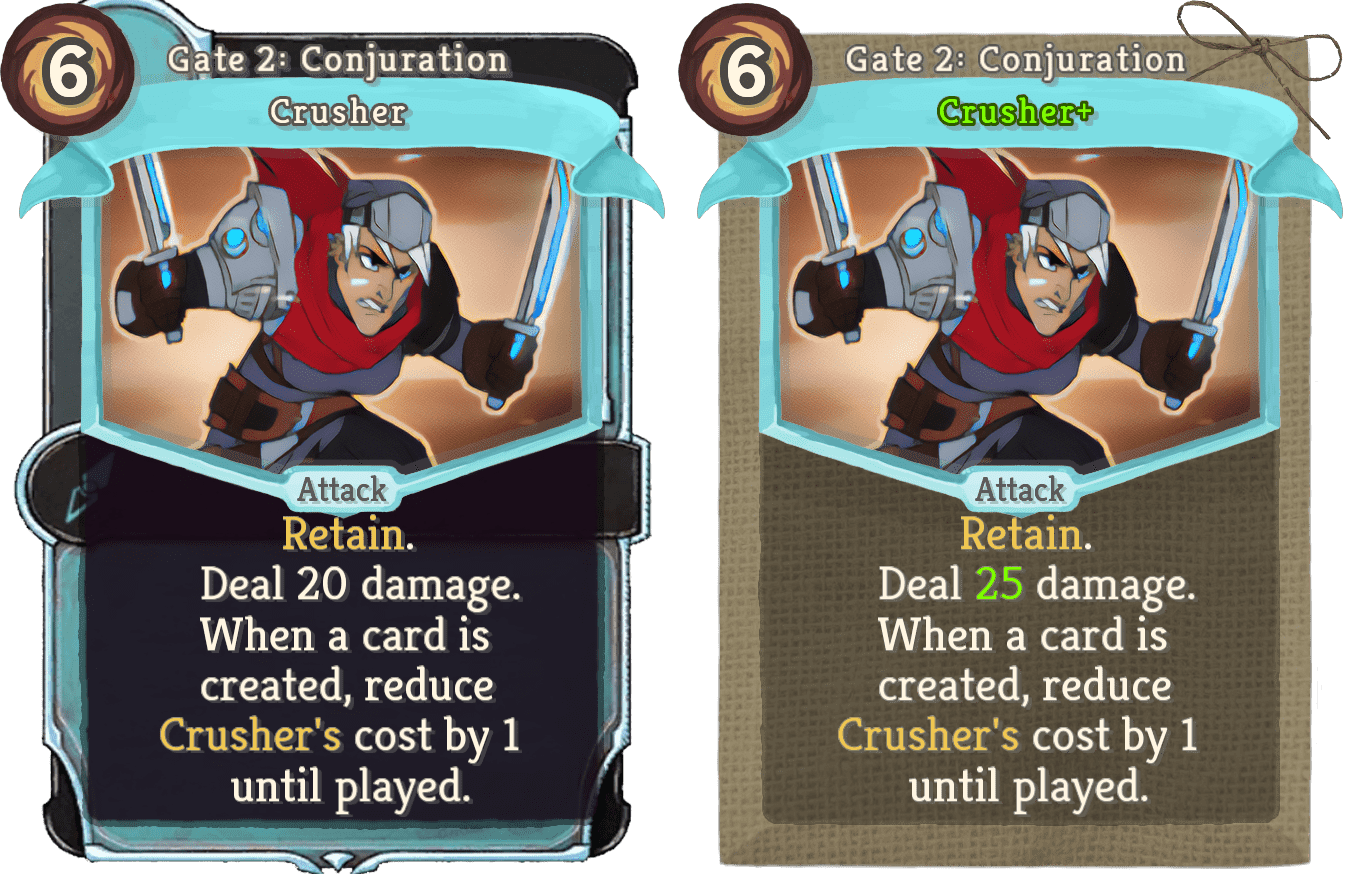 6
Gate 2: Conjuration
Crusher
Attack
Retain.
Deal 20 damage.
When a card is
created, reduce
Crusher's cost by 1
until played.
6
Gate 2: Conjuration
Crusher+
Attack
Retain.
Deal 25 damage.
When a card is
created, reduce
Crusher's cost by 1
until played.